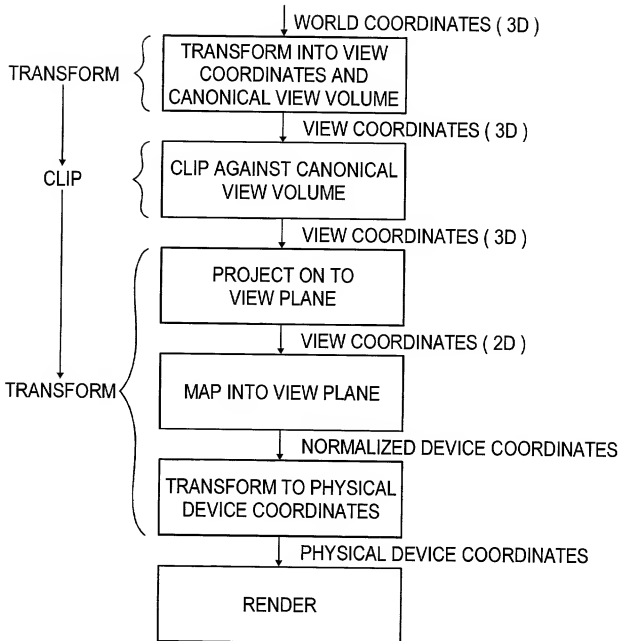 WORLD COORDINATES ( 3D )
TRANSFORM
TRANSFORM INTO VIEW
COORDINATES AND
CANONICAL VIEW VOLUME
VIEW COORDINATES ( 3D )
CLIP
CLIP AGAINST CANONICAL
VIEW VOLUME
VIEW COORDINATES ( 3D )
PROJECT ON TO
VIEW PLANE
VIEW COORDINATES ( 2D )
TRANSFORM
MAP INTO VIEW PLANE
NORMALIZED DEVICE COORDINATES
TRANSFORM TO PHYSICAL
DEVICE COORDINATES
PHYSICAL DEVICE COORDINATES
RENDER